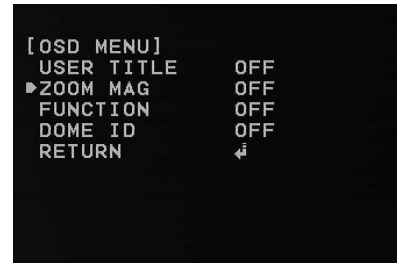 [OSD MENU]
USER TITLE OFF
ZOOM MAG OFF
FUNCTION OFF
DOME ID OFF
RETURN ↲